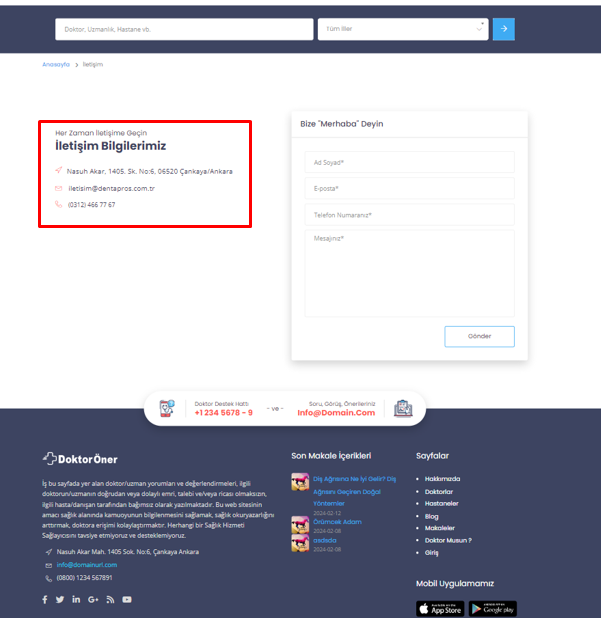 Doktor, Uzmanlık, Hastane vb.
Tüm İller
Anasayfa > İletişim
Her Zaman İletişime Geçin
İletişim Bilgilerimiz
Nasuh Akar, 1405. Sk. No:6, 06520 Çankaya/Ankara
iletisim@dentapros.com.tr
(0312) 466 77 67
Bize "Merhaba" Deyin
Ad Soyad*
E-posta*
Telefon Numaranız*
Mesajınız*
Gönder
Doktor Destek Hattı
+1 234 5678 - 9
- ve -
Soru, Görüş, Önerileriniz
Info@Domain.Com
DoktorÖner
İş bu sayfada yer alan doktor/uzman yorumları ve değerlendirmeleri, ilgili
doktorun/uzmanın doğrudan veya dolaylı emri, talebi ve/veya ricası olmaksızın,
ilgili hasta/danışan tarafından bağımsız olarak yazılmaktadır. Bu web sitesinin
amacı sağlık alanında kamuoyunun bilgilenmesini sağlamak, sağlık okuryazarlığını
arttırmak, doktora erişimi kolaylaştırmaktır. Herhangi bir Sağlık Hizmeti
Sağlayıcısını tavsiye etmiyoruz ve desteklemiyoruz.
Nasuh Akar Mah. 1405 Sok. No:6, Çankaya Ankara
info@domainurl.com
(0800) 1234 567891
Son Makale İçerikleri
Diş Ağrısına Ne İyi Gelir? Diş
Ağrısını Geçiren Doğal
Yöntemler
2024-02-12
Örümcek Adam
2024-02-08
asdsda
2024-02-08
Sayfalar
Hakkımızda
Doktorlar
Hastaneler
Blog
Makaleler
Doktor Musun ?
Giriş
Mobil Uygulamamız
App Store
Google play